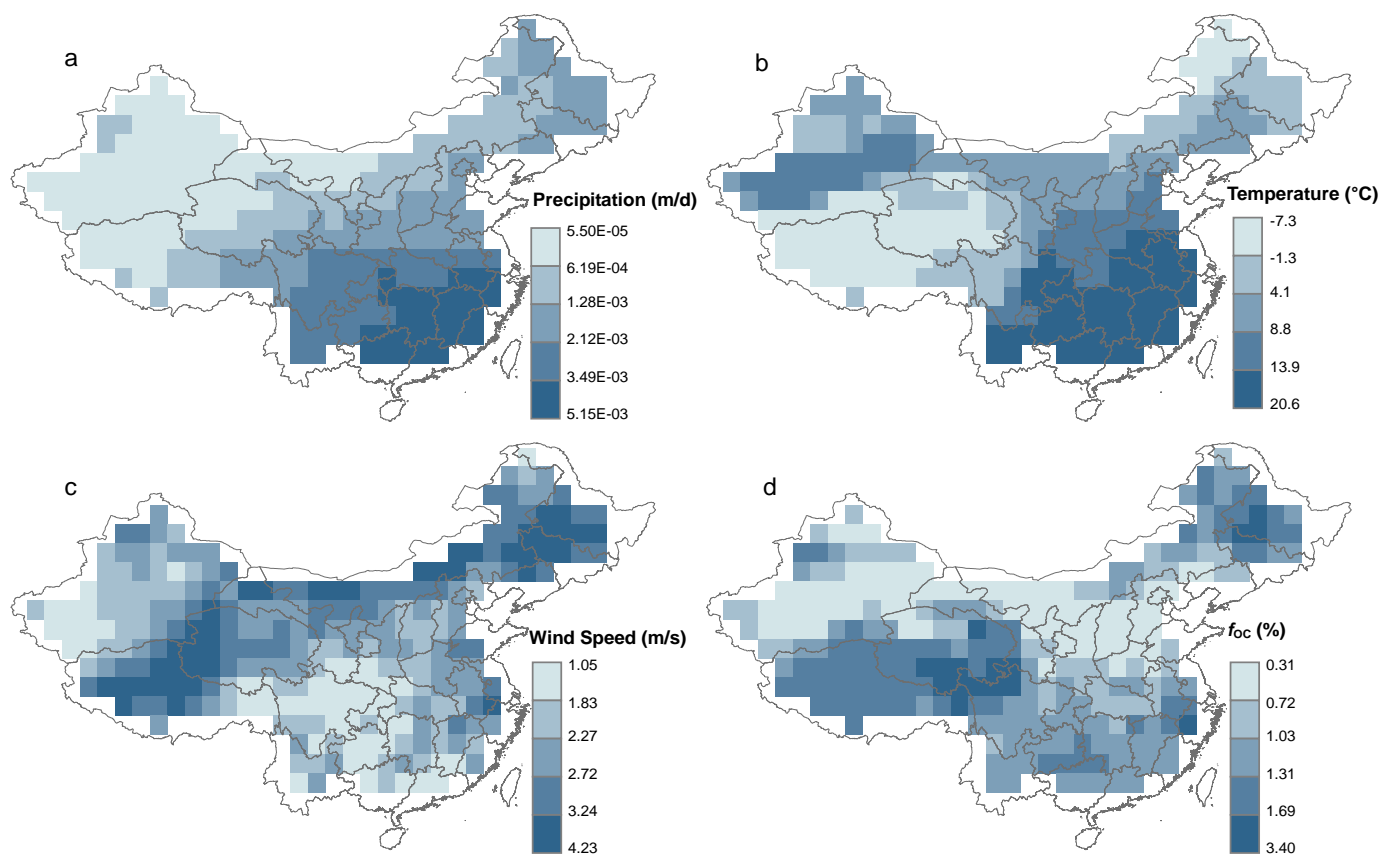 a
Precipitation (m/d)
5.50E-05
6.19E-04
1.28E-03
2.12E-03
3.49E-03
5.15E-03
b
Temperature (°C)
-7.3
-1.3
4.1
8.8
13.9
20.6
c
Wind Speed (m/s)
1.05
1.83
2.27
2.72
3.24
4.23
d
fOC (%)
0.31
0.72
1.03
1.31
1.69
3.40